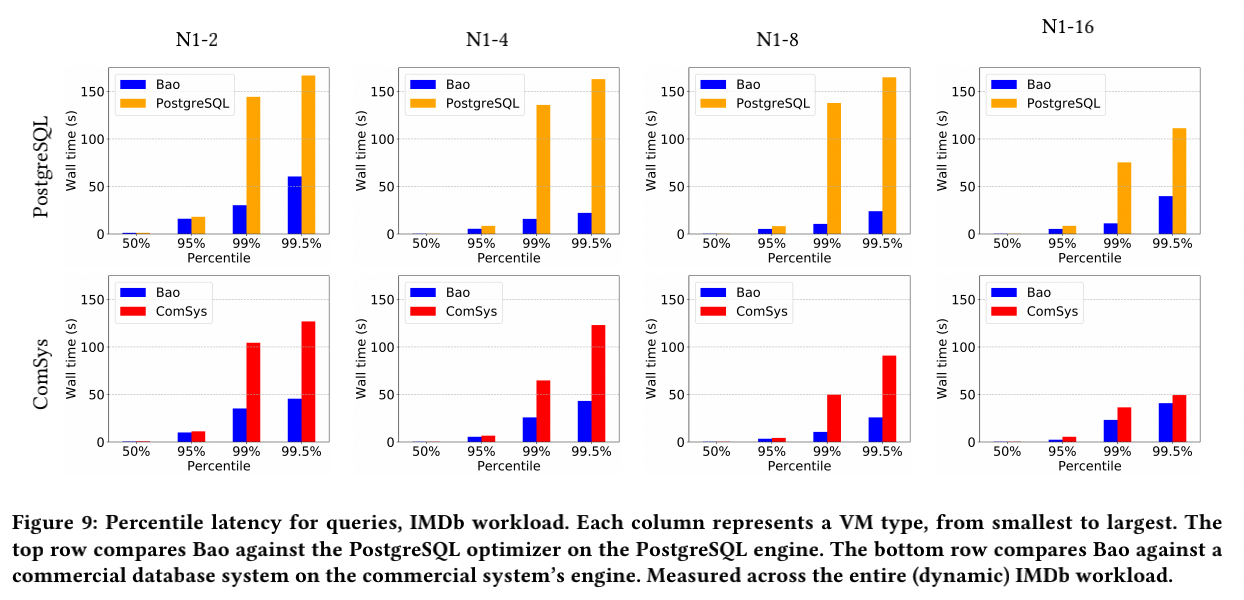 N1-2
N1-4
N1-8
N1-16
PostgreSQL
Wall time (s)
150
100
50
0
Bao
PostgreSQL
50% 95% 99% 99.5%
Percentile
Wall time (s)
150
100
50
0
Bao
PostgreSQL
50% 95% 99% 99.5%
Percentile
Wall time (s)
150
100
50
0
Bao
PostgreSQL
50% 95% 99% 99.5%
Percentile
Wall time (s)
150
100
50
0
Bao
PostgreSQL
50% 95% 99% 99.5%
Percentile
ComSys
Wall time (s)
150
100
50
0
Bao
ComSys
50% 95% 99% 99.5%
Percentile
Wall time (s)
150
100
50
0
Bao
ComSys
50% 95% 99% 99.5%
Percentile
Wall time (s)
150
100
50
0
Bao
ComSys
50% 95% 99% 99.5%
Percentile
Wall time (s)
150
100
50
0
Bao
ComSys
50% 95% 99% 99.5%
Percentile
Figure 9: Percentile latency for queries, IMDb workload. Each column represents a VM type, from smallest to largest. The
top row compares Bao against the PostgreSQL optimizer on the PostgreSQL engine. The bottom row compares Bao against a
commercial database system on the commercial system's engine. Measured across the entire (dynamic) IMDb workload.